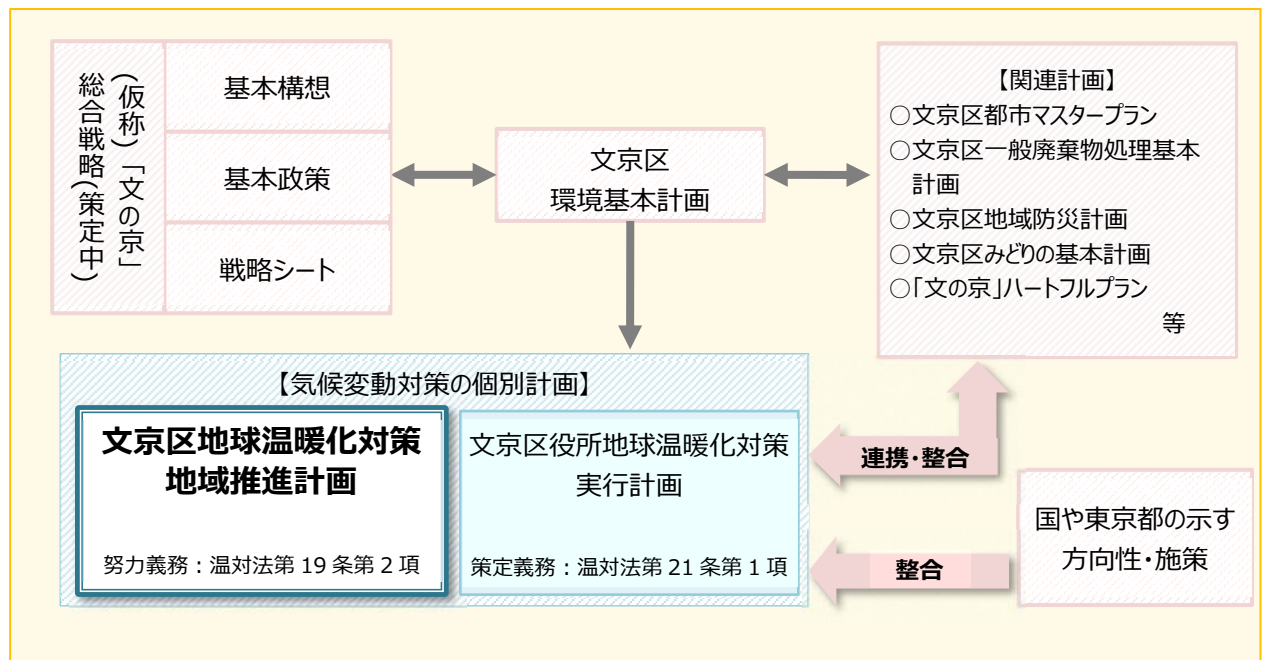 (仮称)「文の京」
総合戦略(策定中)
基本構想
基本政策
戦略シート
文京区
環境基本計画
【関連計画】
○文京区都市マスタープラン
○文京区一般廃棄物処理基本
計画
○文京区地域防災計画
○文京区みどりの基本計画
○「文の京」ハートフルプラン
等
【気候変動対策の個別計画】
文京区地球温暖化対策
地域推進計画
努力義務：温対法第 19 条第 2 項
文京区役所地球温暖化対策
実行計画
策定義務：温対法第 21 条第 1 項
連携・整合
整合
国や東京都の示す
方向性・施策